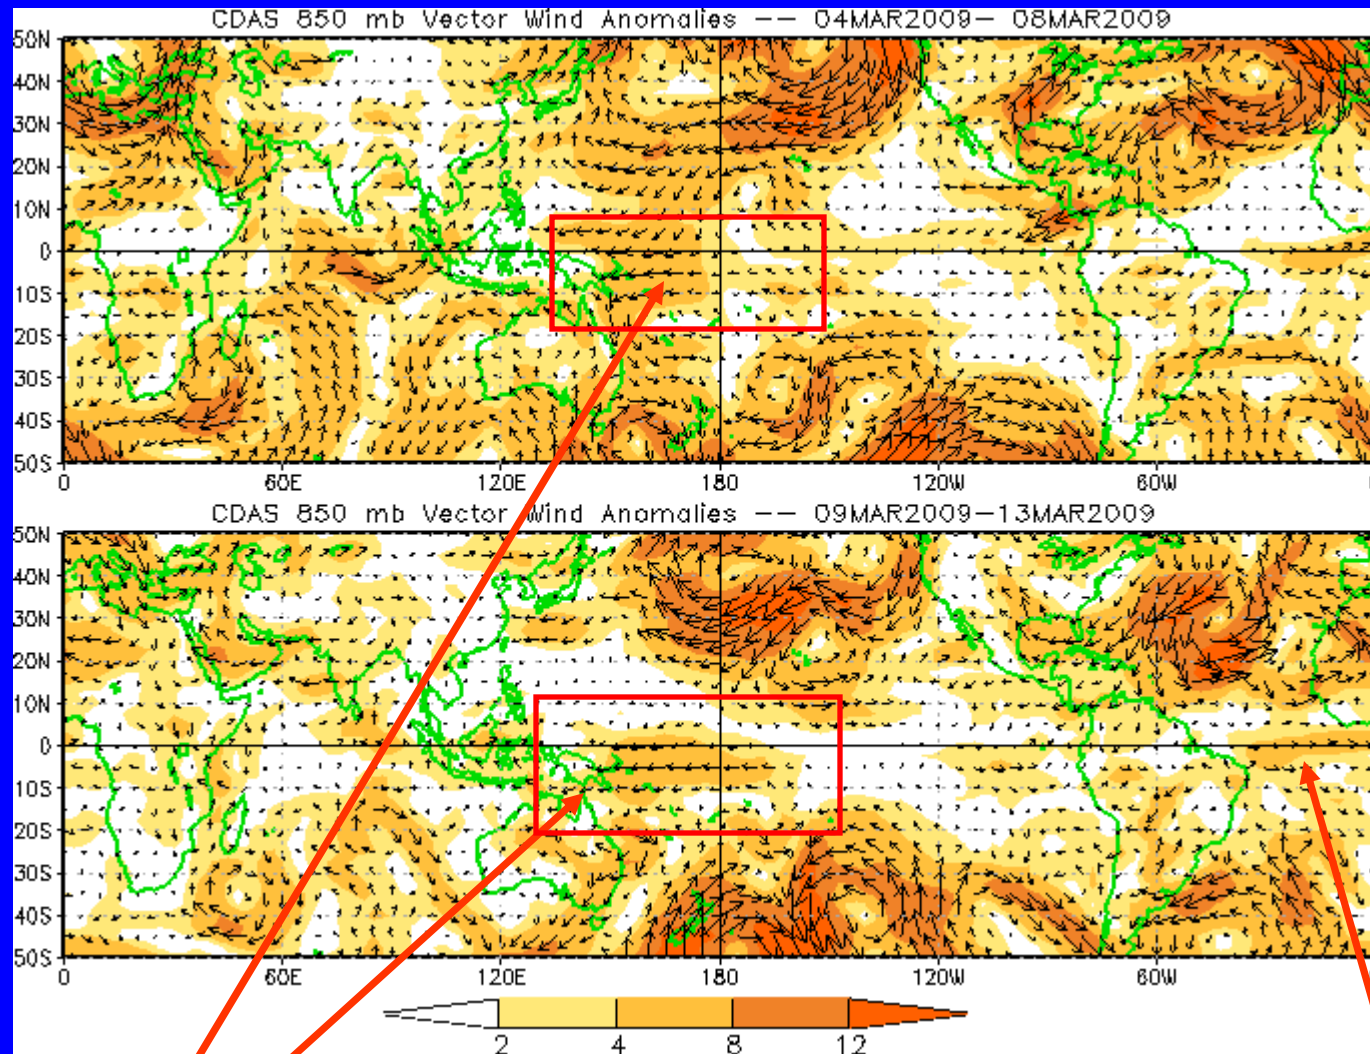 CDAS 850 mb Vector Wind Anomalies -- 04MAR2009- 08MAR2009
50N
40N
30N
20N
10N
0
10S
20S
30S
40S
50S
0 60E 120E 180 120W 60W
CDAS 850 mb Vector Wind Anomalies -- 09MAR2009-13MAR2009
50N
40N
30N
20N
10N
0
10S
20S
30S
40S
50S
0 60E 120E 180 120W 60W
2 4 8 12